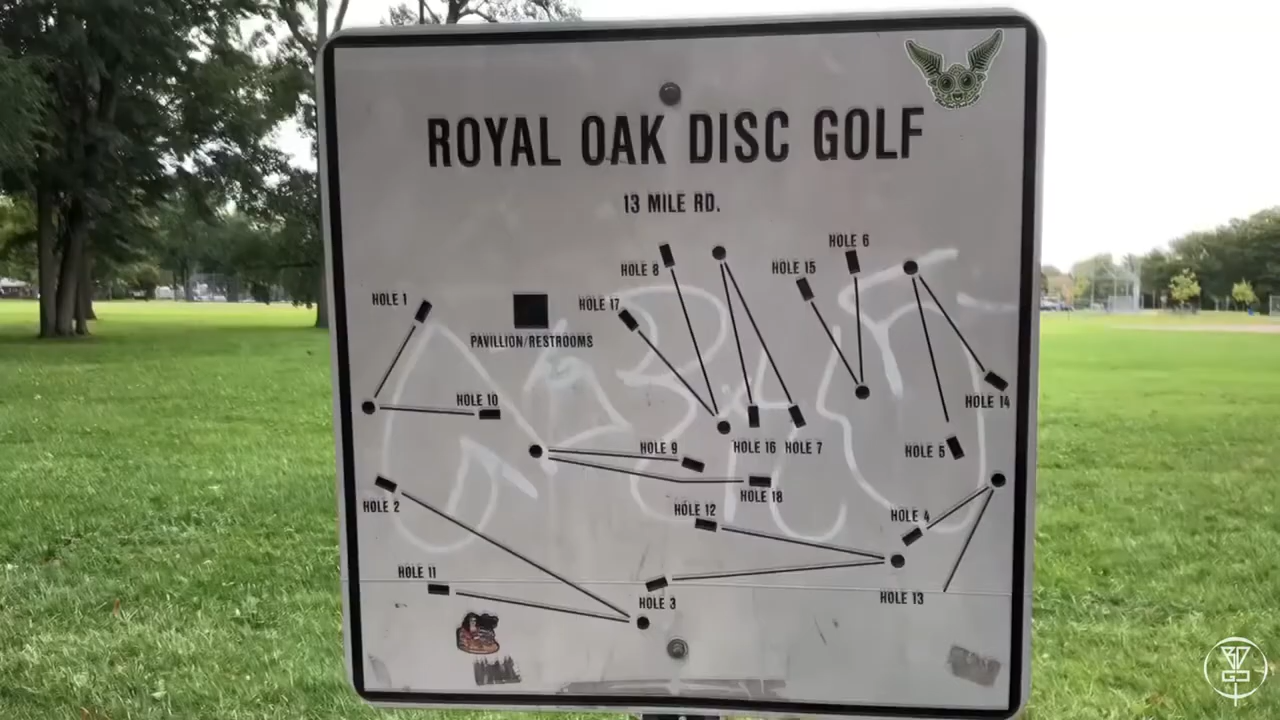 ROYAL OAK DISC GOLF
13 MILE RD.
HOLE 6
HOLE 8
HOLE 15
HOLE 1
HOLE 17
PAVILLION/RESTROOMS
HOLE 10
HOLE 14
HOLE 9
HOLE 16
HOLE 7
HOLE 5
HOLE 2
HOLE 18
HOLE 12
HOLE 4
HOLE 11
HOLE 3
HOLE 13